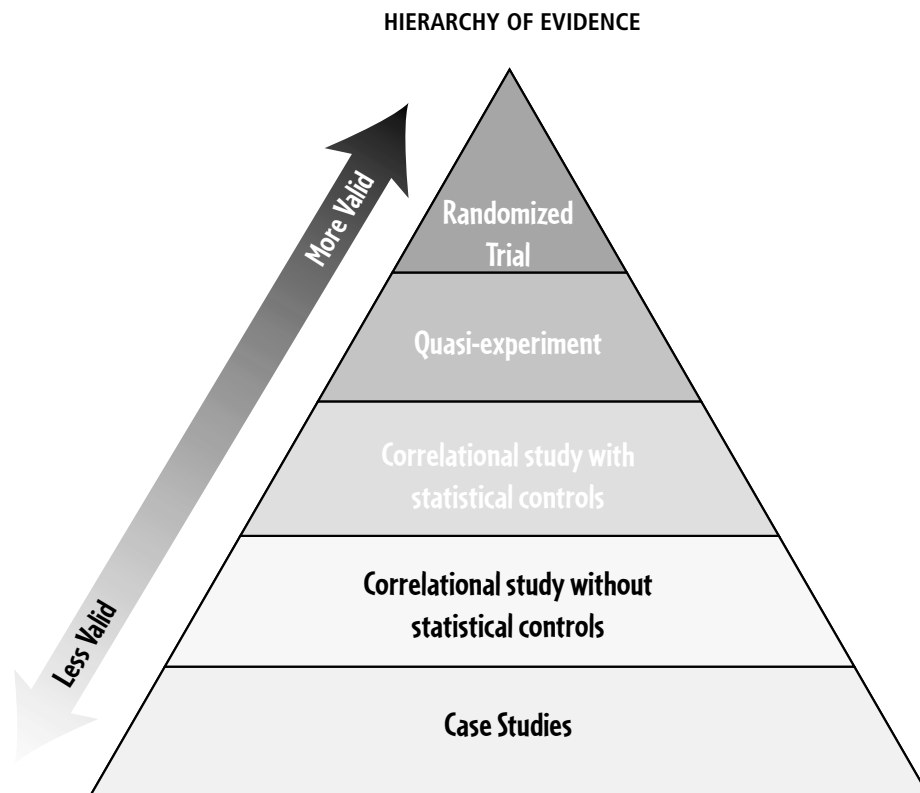 HIERARCHY OF EVIDENCE
More Valid
Less Valid
Randomized
Trial
Quasi-experiment
Correlational study with
statistical controls
Correlational study without
statistical controls
Case Studies